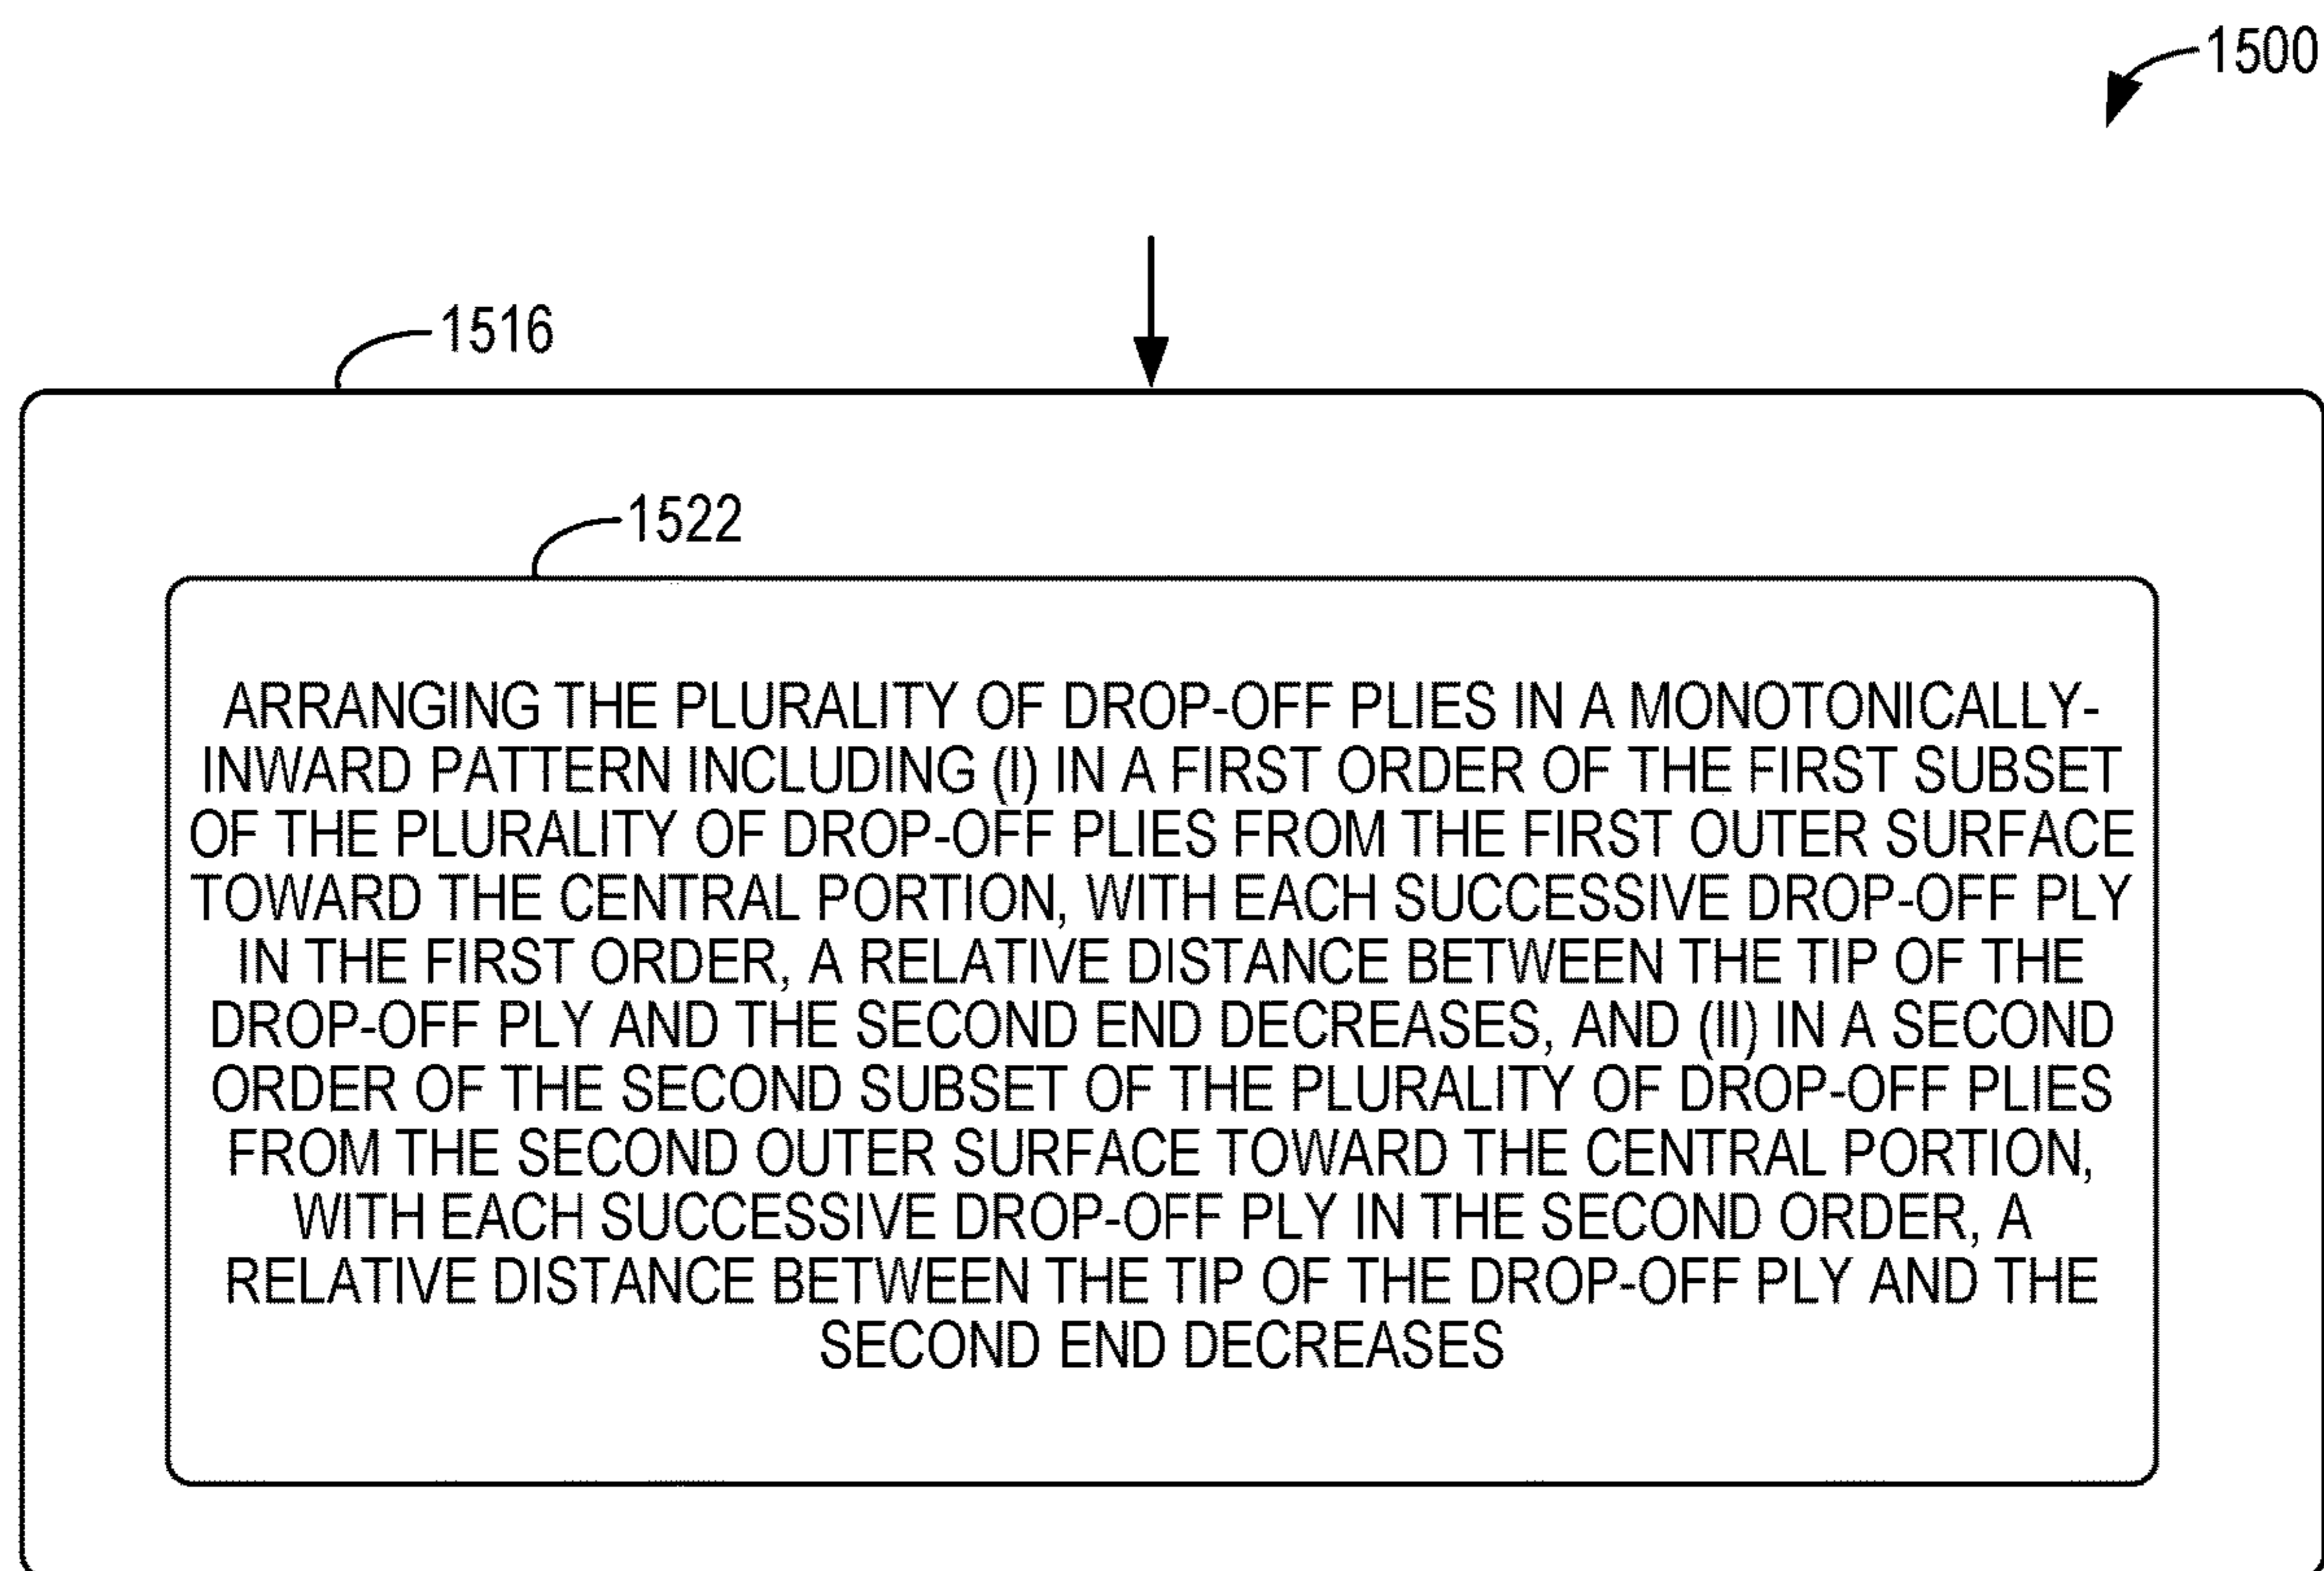 1500
1516
1522
ARRANGING THE PLURALITY OF DROP-OFF PLIES IN A MONOTONICALLY-
INWARD PATTERN INCLUDING (I) IN A FIRST ORDER OF THE FIRST SUBSET
OF THE PLURALITY OF DROP-OFF PLIES FROM THE FIRST OUTER SURFACE
TOWARD THE CENTRAL PORTION, WITH EACH SUCCESSIVE DROP-OFF PLY
IN THE FIRST ORDER, A RELATIVE DISTANCE BETWEEN THE TIP OF THE
DROP-OFF PLY AND THE SECOND END DECREASES, AND (II) IN A SECOND
ORDER OF THE SECOND SUBSET OF THE PLURALITY OF DROP-OFF PLIES
FROM THE SECOND OUTER SURFACE TOWARD THE CENTRAL PORTION,
WITH EACH SUCCESSIVE DROP-OFF PLY IN THE SECOND ORDER, A
RELATIVE DISTANCE BETWEEN THE TIP OF THE DROP-OFF PLY AND THE
SECOND END DECREASES